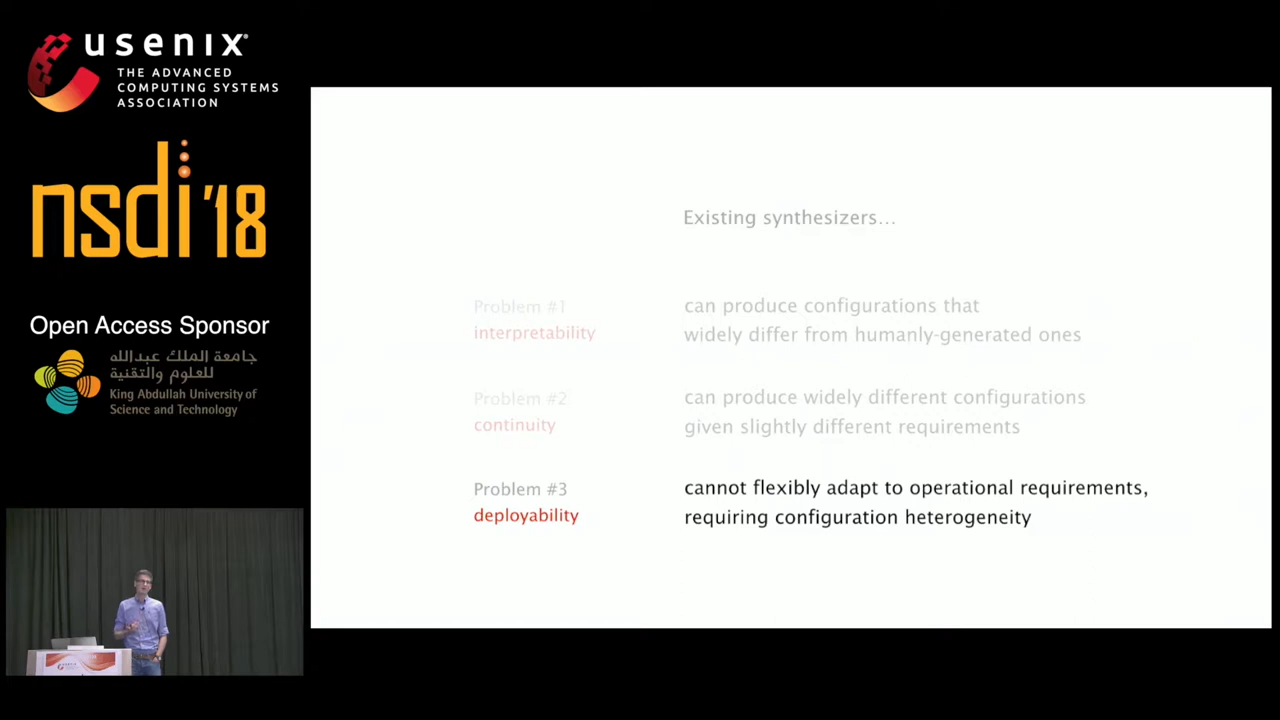 usenix
THE ADVANCED
COMPUTING SYSTEMS
ASSOCIATION
nsdi '18
Open Access Sponsor
جامعة الملك عبدالله
للعلوم والتقنية
King Abdullah University of
Science and Technology
Existing synthesizers...
Problem #1
can produce configurations that
interpretability
widely differ from humanly-generated ones
Problem #2
can produce widely different configurations
continuity
given slightly different requirements
Problem #3
cannot flexibly adapt to operational requirements,
deployability
requiring configuration heterogeneity